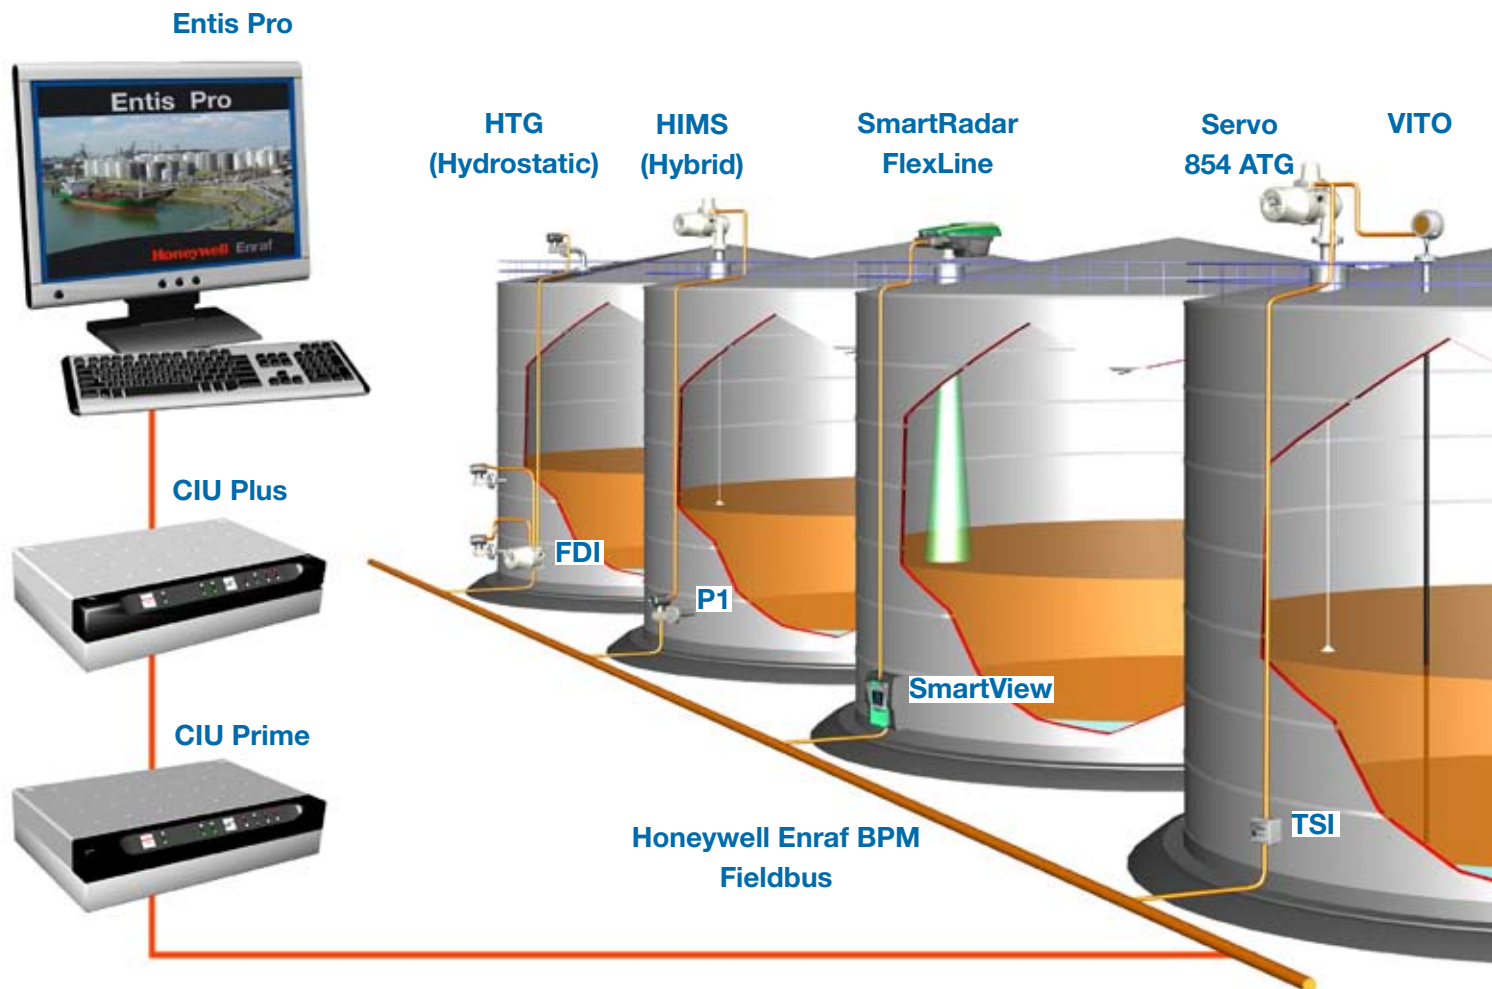 Entis Pro
Entis Pro
Honeywell Enraf
HTG
(Hydrostatic)
HIMS
(Hybrid)
SmartRadar
FlexLine
Servo
854 ATG
VITO
CIU Plus
FDI
P1
SmartView
CIU Prime
TSI
Honeywell Enraf BPM
Fieldbus